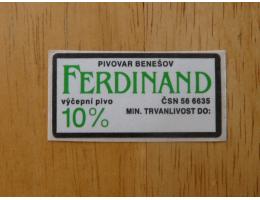 PIVOVAR BENEŠOV
FERDINAND
výčepní pivo ČSN 56 6635
10% MIN. TRVANLIVOST DO: